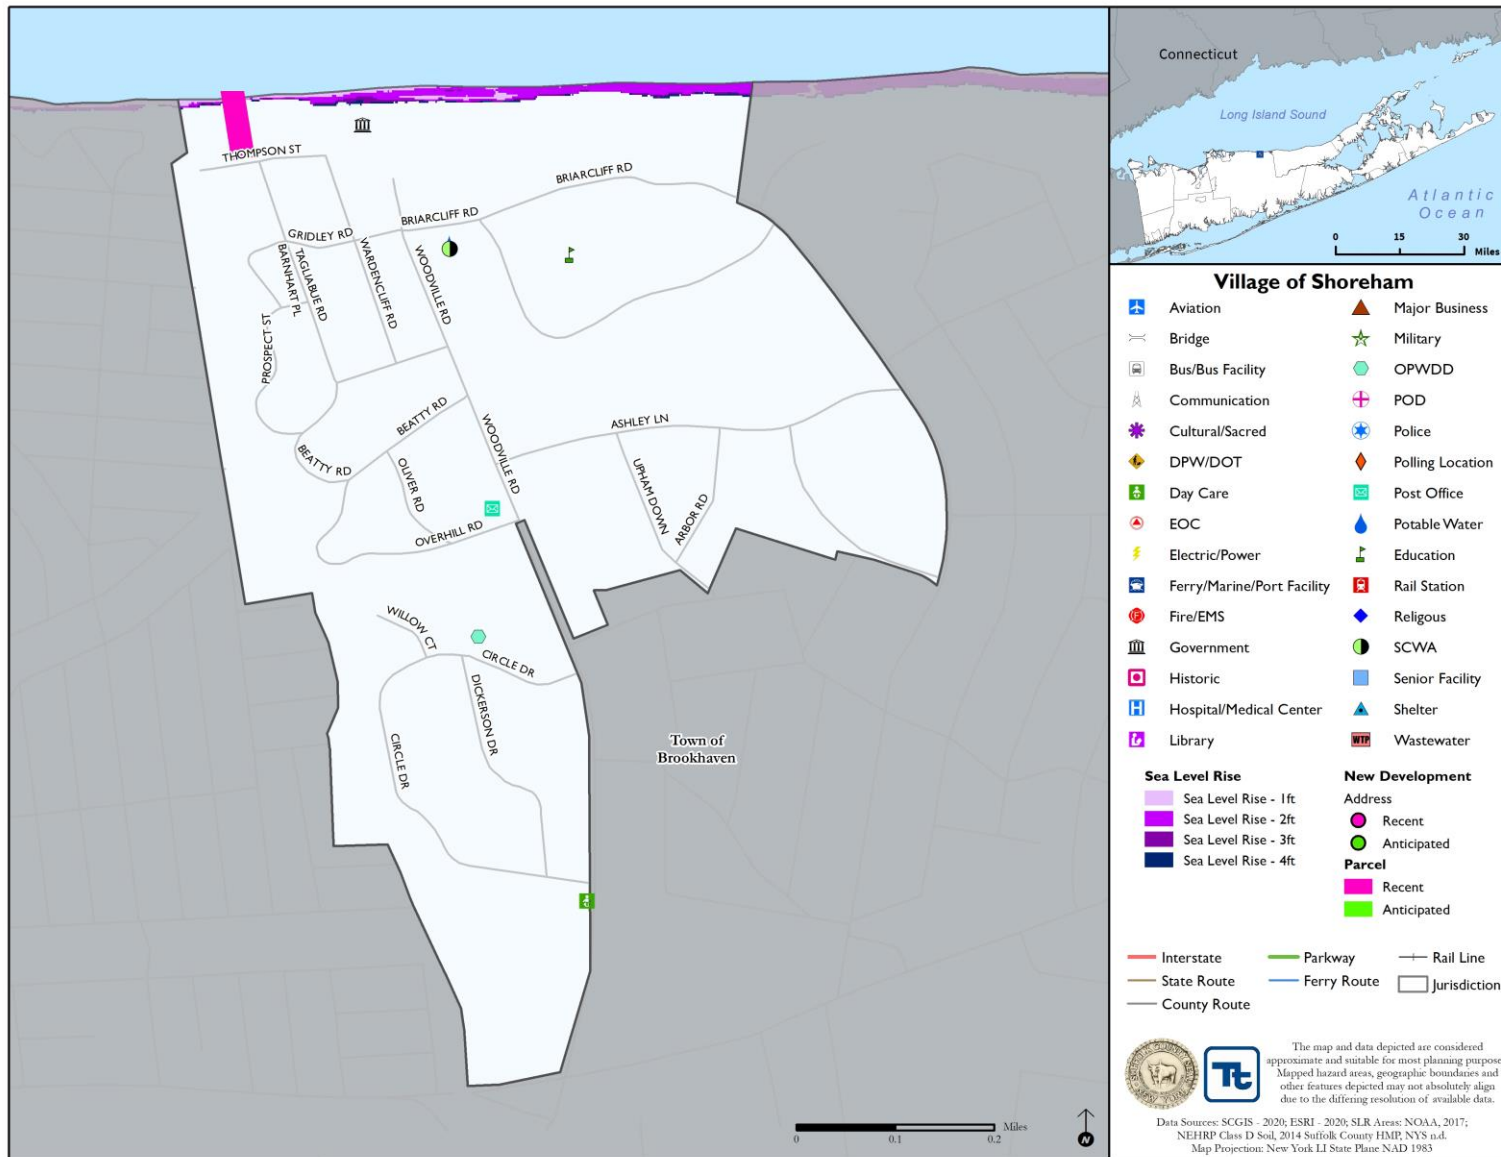 THOMPSON ST
BRIARCLIFF RD
BRIARCLIFF RD
GRIDLEY RD
BARNHART PL
TAGLIABUE RD
WARDENCLIFF RD
WOODVILLE RD
PROSPECT ST
BEATTY RD
BEATTY RD
WOODVILLE RD
ASHLEY LN
OLIVER RD
UPHAM DOWN
ARBOR RD
OVERHILL RD
WILLOW CT
CIRCLE DR
DICKERSON DR
CIRCLE DR
Town of
Brookhaven
Miles
0 0.1 0.2
N
Connecticut
Long Island Sound
Atlantic
Ocean
0 15 30
Miles
Village of Shoreham
Aviation
Major Business
Bridge
Military
Bus/Bus Facility
OPWDD
Communication
POD
Cultural/Sacred
Police
DPW/DOT
Polling Location
Day Care
Post Office
EOC
Potable Water
Electric/Power
Education
Ferry/Marine/Port Facility
Rail Station
F Fire/EMS
Religous
Government
SCWA
Historic
Senior Facility
H Hospital/Medical Center
Shelter
Library
WTP Wastewater
Sea Level Rise
Sea Level Rise - 1ft
Sea Level Rise - 2ft
Sea Level Rise - 3ft
Sea Level Rise - 4ft
New Development
Address
Recent
Anticipated
Parcel
Recent
Anticipated
Interstate
Parkway
Rail Line
State Route
Ferry Route
Jurisdiction
County Route
Tt
The map and data depicted are considered
approximate and suitable for most planning purpose
Mapped hazard areas, geographic boundaries and
other features depicted may not absolutely align
due to the differing resolution of available data.
Data Sources: SCGIS - 2020; ESRI - 2020; SLR Areas: NOAA, 2017;
NEHRP Class D Soil, 2014 Suffolk County HMP, NYS n.d.
Map Projection: New York LI State Plane NAD 1983